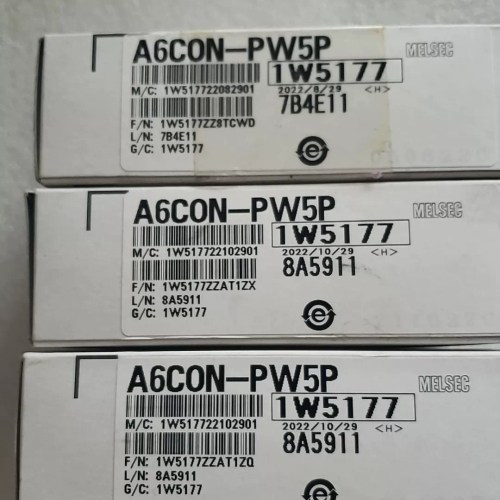 A6CON-PW5P MELSEC
1W5177
M/C: 1W517722082901 2022/8/29 <H>
7B4E11
F/N: 1W5177ZZ8TCWD
L/N: 7B4E11
G/C: 1W5177
A6CON-PW5P MELSEC
1W5177
M/C: 1W517722102901 2022/10/29 <H>
8A5911
F/N: 1W5177ZZAT1ZX
L/N: 8A5911
G/C: 1W5177
A6CON-PW5P MELSEC
1W5177
M/C: 1W517722102901 2022/10/29 <H>
8A5911
F/N: 1W5177ZZAT1ZQ
L/N: 8A5911
G/C: 1W5177